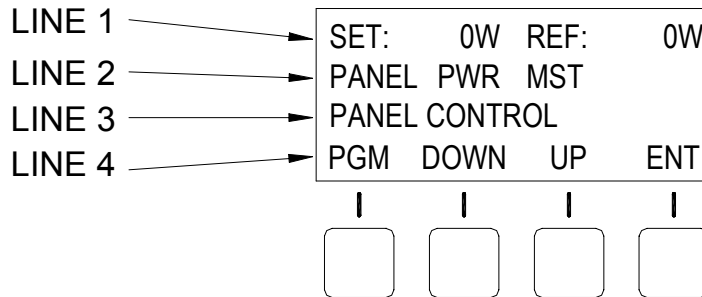 LINE 1 SET: 0W REF: 0W
LINE 2 PANEL PWR MST
LINE 3 PANEL CONTROL
LINE 4 PGM DOWN UP ENT